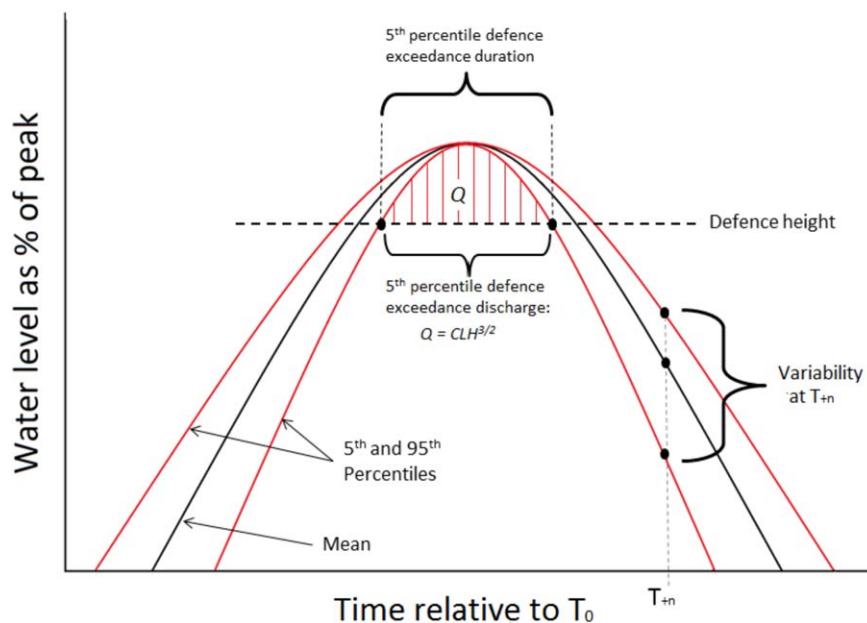 5th percentile defence
exceedance duration
Water level as % of peak
Q
Defence height
5th percentile defence
exceedance discharge:
Q = CLH3/2
Variability
at T+n
5th and 95th
Percentiles
Mean
T+n
Time relative to T0